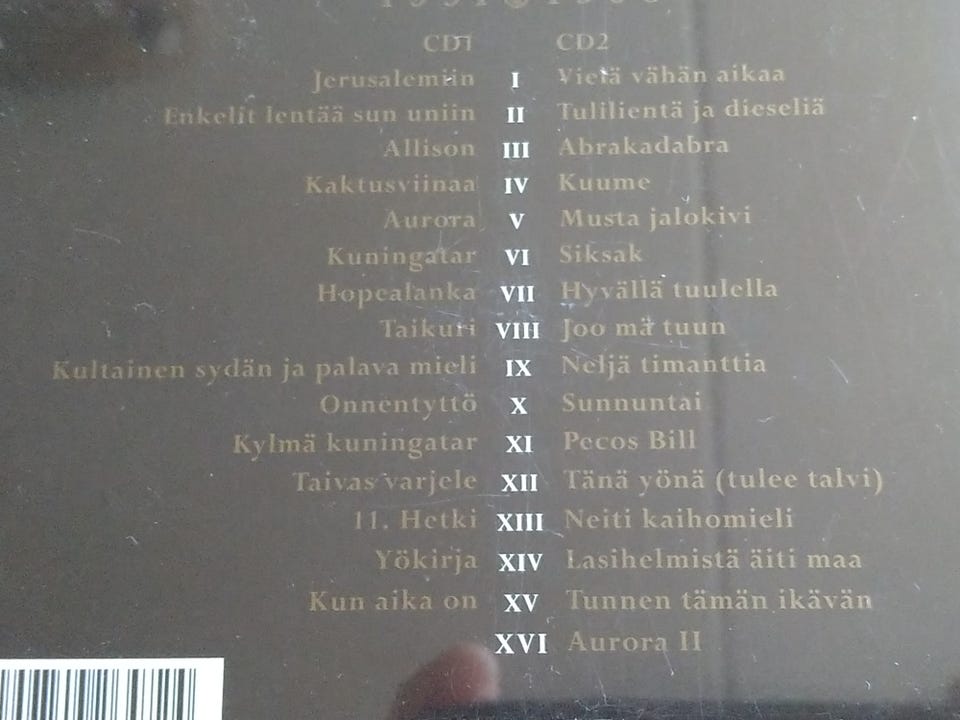 CD1 CD2
Jerusalemiin I Vielä vähän aikaa
Enkelit lentää sun uniin II Tulilientä ja dieseliä
Allison III Abrakadabra
Kaktusviinaa IV Kuume
Aurora V Musta jalokivi
Kuningatar VI Siksak
Hopealanka VII Hyvällä tuulella
Taikuri VIII Joo mä tuun
Kultainen sydän ja palava mieli IX Neljä timanttia
Onnentyttö X Sunnuntai
Kylmä kuningatar XI Pecos Bill
Taivas varjele XII Tänä yönä (tulee talvi)
11. Hetki XIII Neiti kaihomieli
Yökirja XIV Lasihelmistä äiti maa
Kun aika on XV Tunnen tämän ikävän
XVI Aurora II